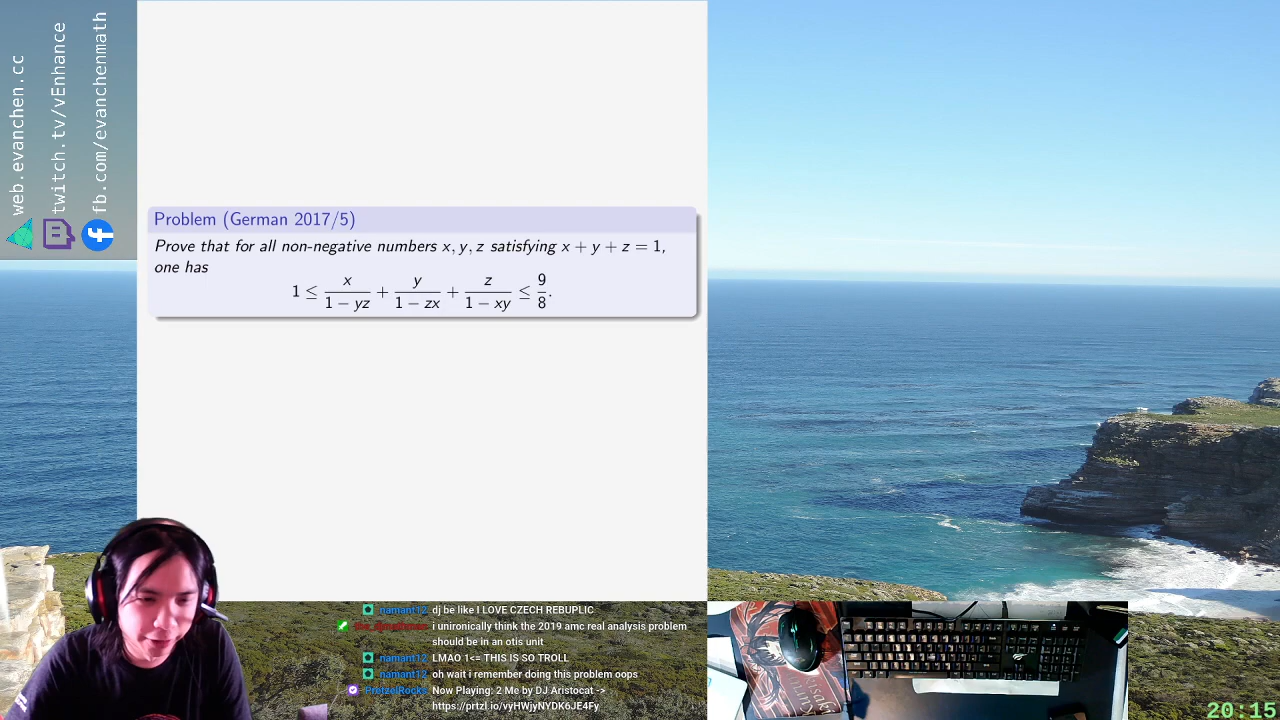 web.evanchen.cc
twitch.tv/vEnhance
fb.com/evanchenmath
Problem (German 2017/5)
Prove that for all non-negative numbers x, y, z satisfying x + y + z = 1,
one has
1 ≤ x/(1 − yz) + y/(1 − zx) + z/(1 − xy) ≤ 9/8.
namant12 dj be like I LOVE CZECH REBUPLIC
i unironically think the 2019 amc real analysis problem
should be in an otis unit
namant12 LMAO 1<= THIS IS SO TROLL
namant12 oh wait i remember doing this problem oops
PretzelRocks Now Playing: 2 Me by DJ Aristocat ->
https://prtzl.io/vyHWjyNYDK6JE4Fy
20:15